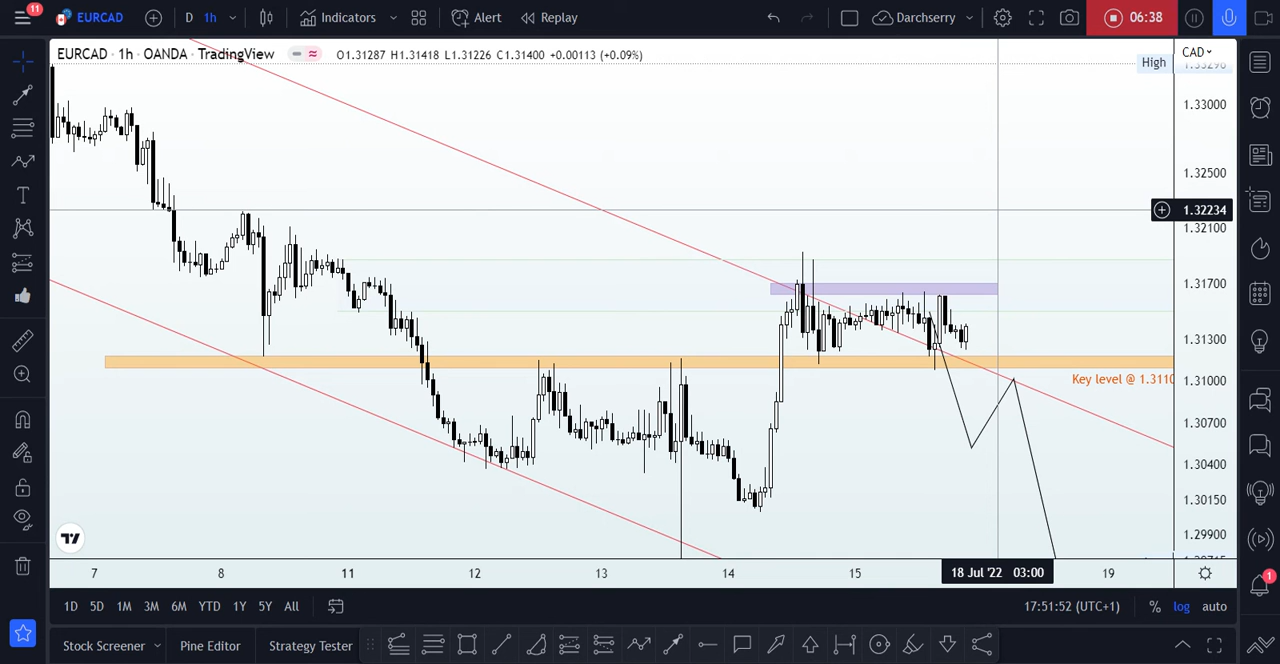 11
EURCAD
D
1h
Indicators
Alert
Replay
Darchserry
06:38
EURCAD · 1h · OANDA · TradingView
O1.31287 H1.31418 L1.31226 C1.31400 +0.00113 (+0.09%)
CAD
High
1.33296
1.33000
1.32500
1.32234
1.32100
1.31700
1.31300
Key level @ 1.3110
1.31000
1.30700
1.30400
1.30150
1.29900
7
8
11
12
13
14
15
18 Jul '22 03:00
19
1D
5D
1M
3M
6M
YTD
1Y
5Y
All
17:51:52 (UTC+1)
%
log
auto
1
Stock Screener
Pine Editor
Strategy Tester